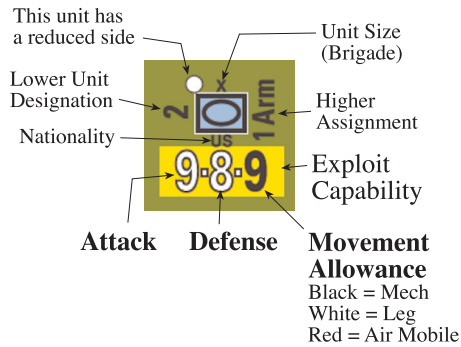 This unit has
a reduced side
Unit Size
(Brigade)
Lower Unit
Designation
x
2
1 Arm
Higher
Assignment
Nationality
US
9-8-9
Exploit
Capability
Attack
Defense
Movement
Allowance
Black = Mech
White = Leg
Red = Air Mobile